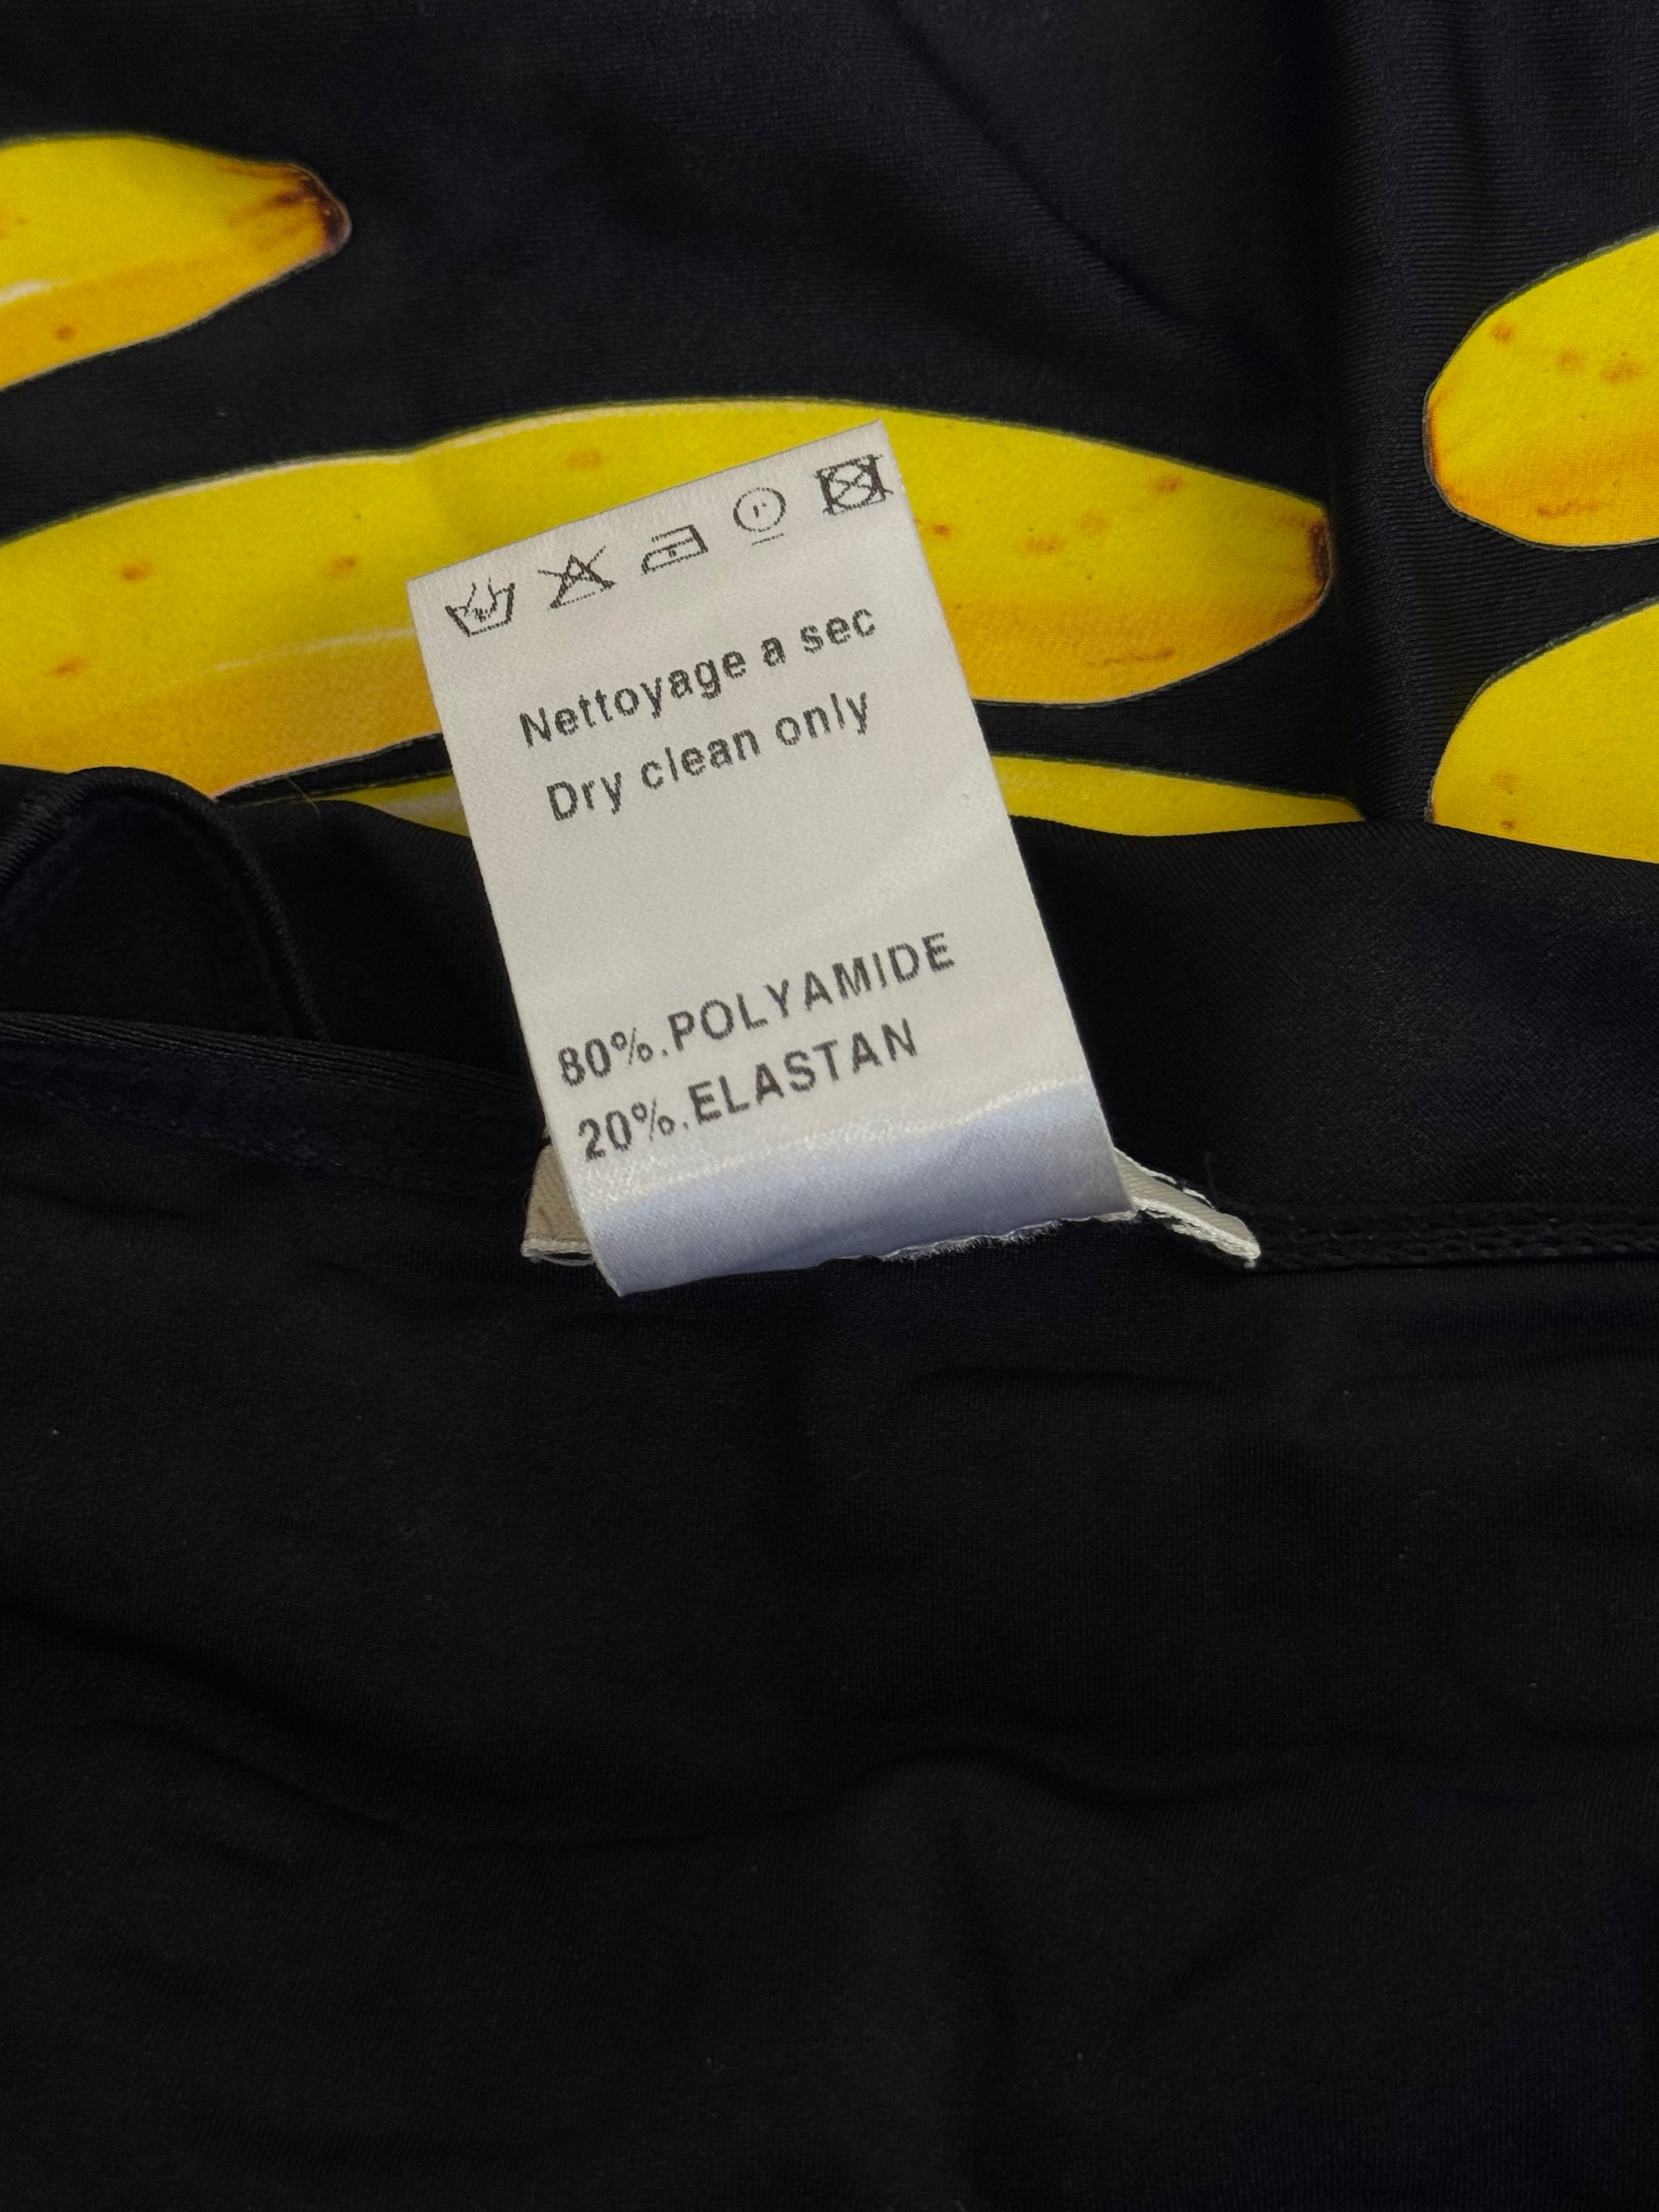 Nettoyage a sec
Dry clean only
80%.POLYAMIDE
20%.ELASTAN